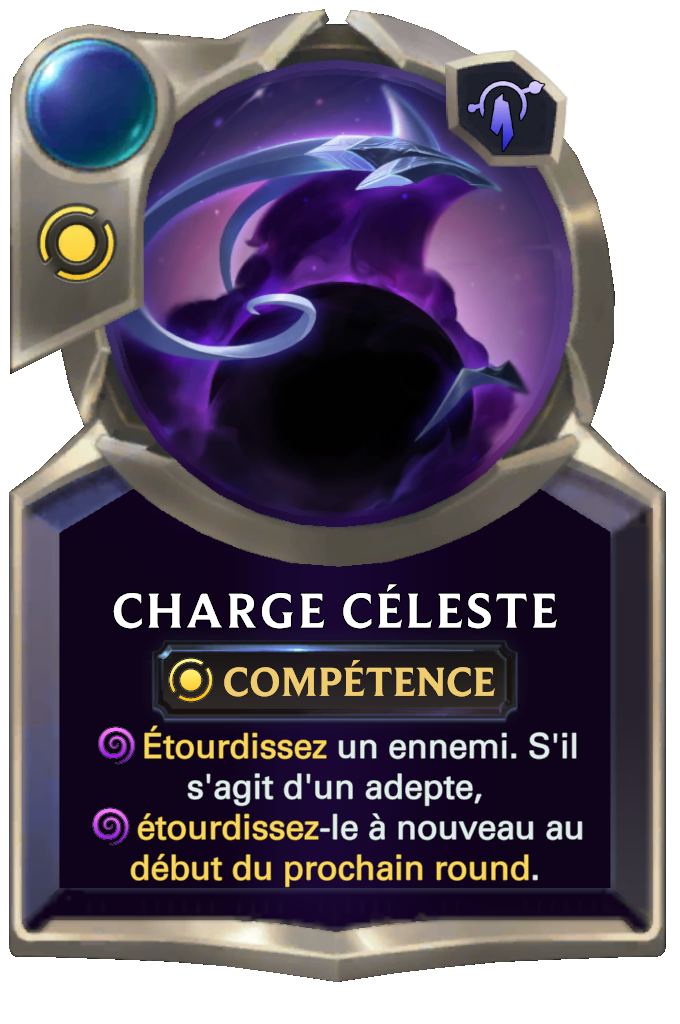 CHARGE CÉLESTE
COMPÉTENCE
Étourdissez un ennemi. S'il
s'agit d'un adepte,
étourdissez-le à nouveau au
début du prochain round.